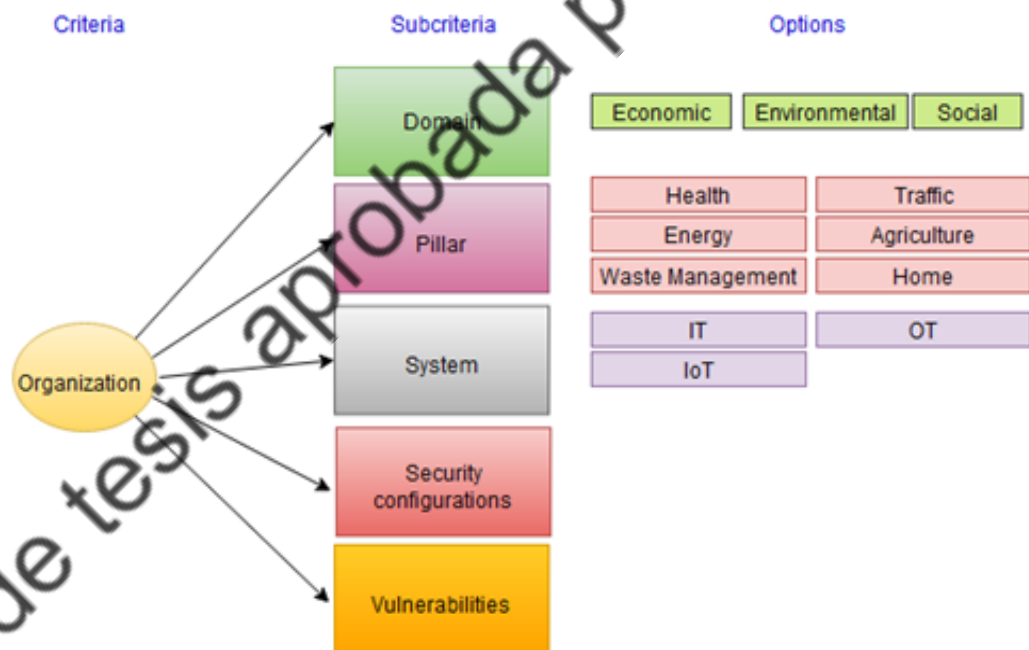 Criteria
Subcriteria
Options
Domain
Economic
Environmental
Social
Pillar
Health
Traffic
Energy
Agriculture
Waste Management
Home
System
IT
OT
IoT
Organization
Security
configurations
Vulnerabilities
de tesis aprobada p